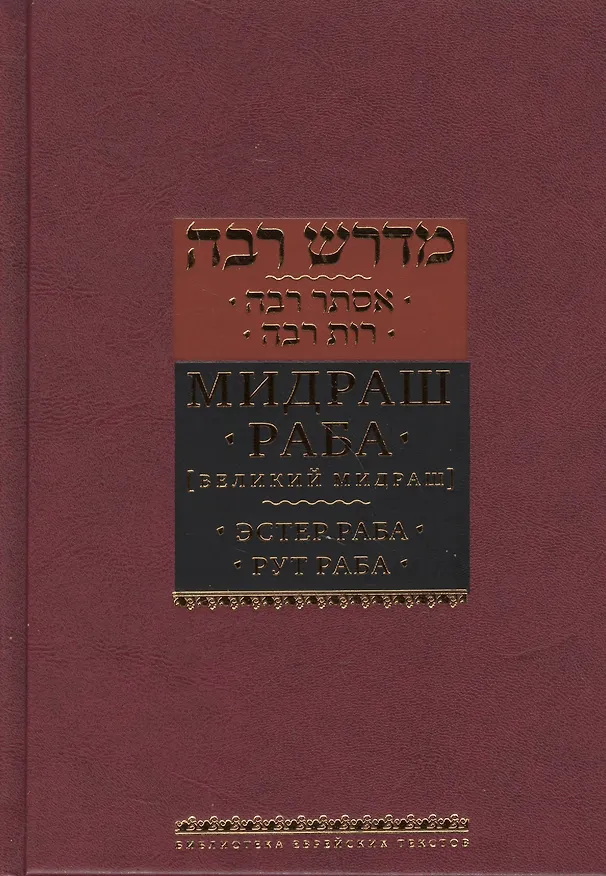 מדרש רבה
· אסתר רבה ·
· רות רבה ·
МИДРАШ
· РАБА ·
[ВЕЛИКИЙ МИДРАШ]
· ЭСТЕР РАБА ·
· РУТ РАБА ·
БИБЛИОТЕКА ЕВРЕЙСКИХ ТЕКСТОВ